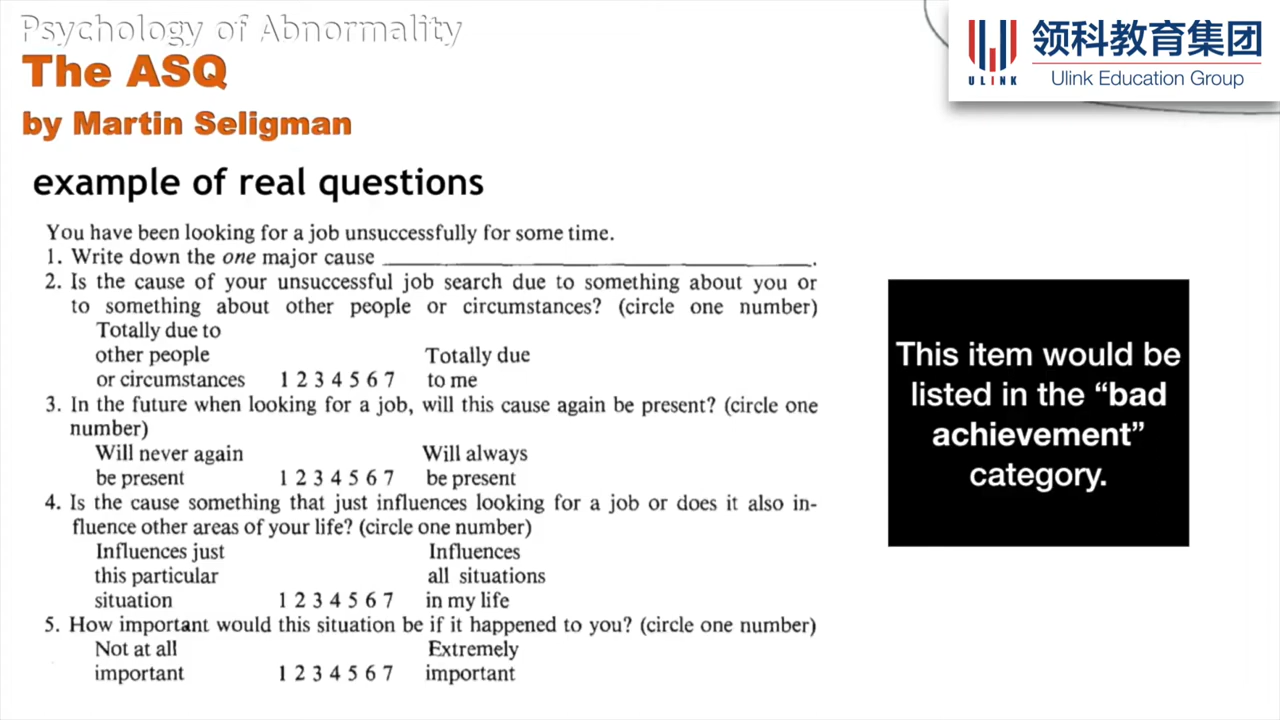 Psychology of Abnormality
The ASQ
by Martin Seligman
ULINK
领科教育集团
Ulink Education Group
example of real questions
You have been looking for a job unsuccessfully for some time.
1. Write down the one major cause ______________________________.
2. Is the cause of your unsuccessful job search due to something about you or
to something about other people or circumstances? (circle one number)
Totally due to
other people
Totally due
or circumstances 1 2 3 4 5 6 7 to me
3. In the future when looking for a job, will this cause again be present? (circle one
number)
Will never again
Will always
be present 1 2 3 4 5 6 7 be present
4. Is the cause something that just influences looking for a job or does it also in-
fluence other areas of your life? (circle one number)
Influences just
Influences
this particular
all situations
situation 1 2 3 4 5 6 7 in my life
5. How important would this situation be if it happened to you? (circle one number)
Not at all
Extremely
important 1 2 3 4 5 6 7 important
This item would be
listed in the “bad
achievement”
category.